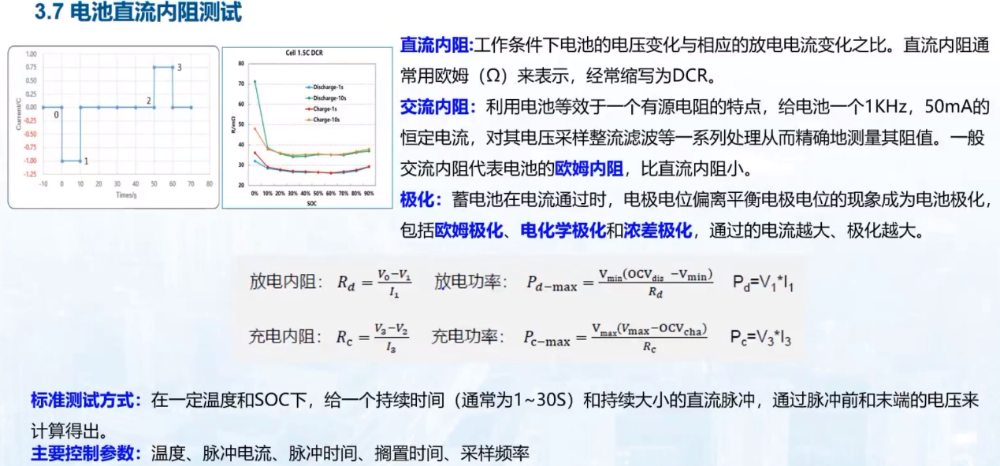 3.7 电池直流内阻测试
1.00
0.75
0.50
0.25
0.00
-0.25
-0.50
-0.75
-1.00
-1.25
Current/C
0
1
2
3
-10 0 10 20 30 40 50 60 70 80
Times/s
Cell 1.5C DCR
80
70
60
50
40
30
20
R/mΩ
Discharge-1s
Discharge-10s
Charge-1s
Charge-10s
0% 10% 20% 30% 40% 50% 60% 70% 80% 90%
SOC
直流内阻:工作条件下电池的电压变化与相应的放电电流变化之比。直流内阻通
常用欧姆（Ω）来表示，经常缩写为DCR。
交流内阻：利用电池等效于一个有源电阻的特点，给电池一个1KHz，50mA的
恒定电流，对其电压采样整流滤波等一系列处理从而精确地测量其阻值。一般
交流内阻代表电池的欧姆内阻，比直流内阻小。
极化：蓄电池在电流通过时，电极电位偏离平衡电极电位的现象成为电池极化，
包括欧姆极化、电化学极化和浓差极化，通过的电流越大、极化越大。
放电内阻： R_d = (V_0−V_1)/I_1 放电功率： P_{d−max} = V_min(OCV_dis −V_min)/R_d P_d=V_1*I_1
充电内阻： R_c = (V_3−V_2)/I_3 充电功率： P_{c−max} = V_max(V_max−OCV_cha)/R_c P_c=V_3*I_3
标准测试方式：在一定温度和SOC下，给一个持续时间（通常为1~30S）和持续大小的直流脉冲，通过脉冲前和末端的电压来
计算得出。
主要控制参数：温度、脉冲电流、脉冲时间、搁置时间、采样频率